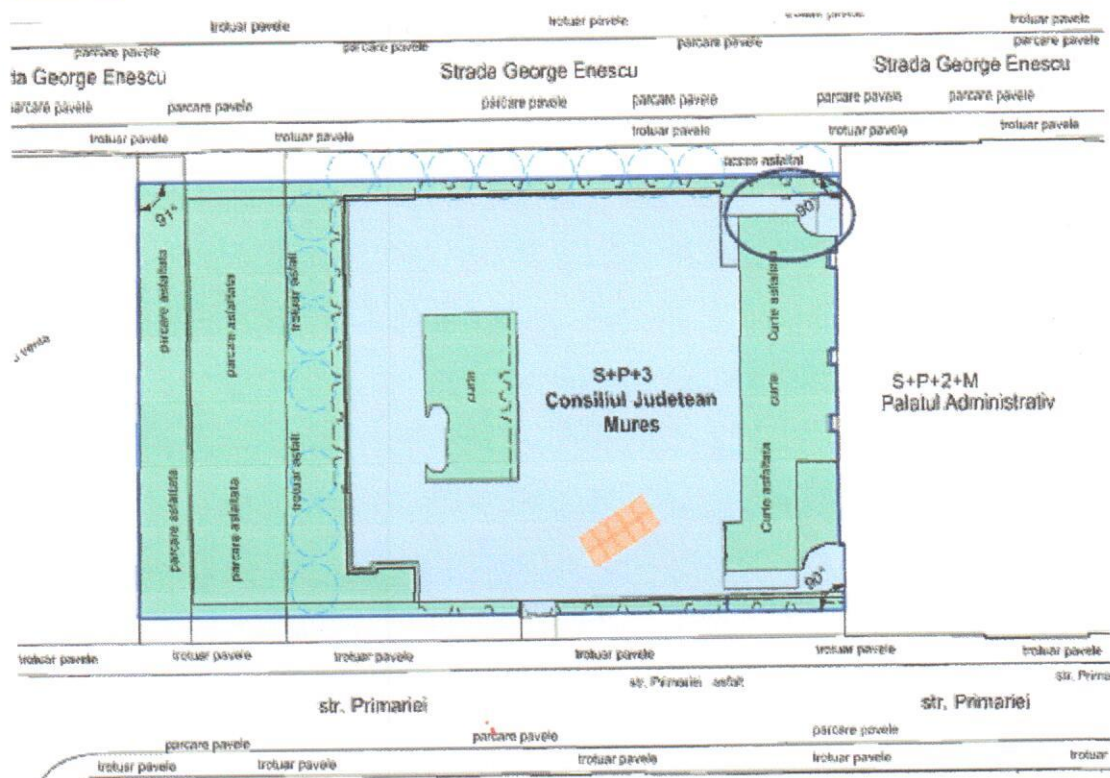 trotuar pavele
trotuar pavele
trotuar pavele
parcare pavele
parcare pavele
parcare pavele
parcare pavele
Strada George Enescu
Strada George Enescu
George Enescu
parcare pavele
parcare pavele
parcare pavele
parcare pavele
parcare pavele
parcare pavele
trotuar pavele
trotuar pavele
trotuar pavele
trotuar pavele
trotuar pavele
acces asfaltat
91°
90°
parcare asfaltata
parcare asfaltata
trotuar asfalt
Curte asfaltata
curte
S+P+3
Consiliul Judetean
Mures
curte
S+P+2+M
Palatul Administrativ
parcare asfaltata
parcare asfaltata
trotuar asfalt
Curte asfaltata
90°
trotuar pavele
trotuar pavele
trotuar pavele
trotuar pavele
trotuar pavele
trotuar pavele
str. Primariei asfalt
str. Prima
str. Primariei
str. Primariei
parcare pavele
parcare pavele
parcare pavele
trotuar pavele
trotuar pavele
trotuar pavele
trotuar pavele
trotuar